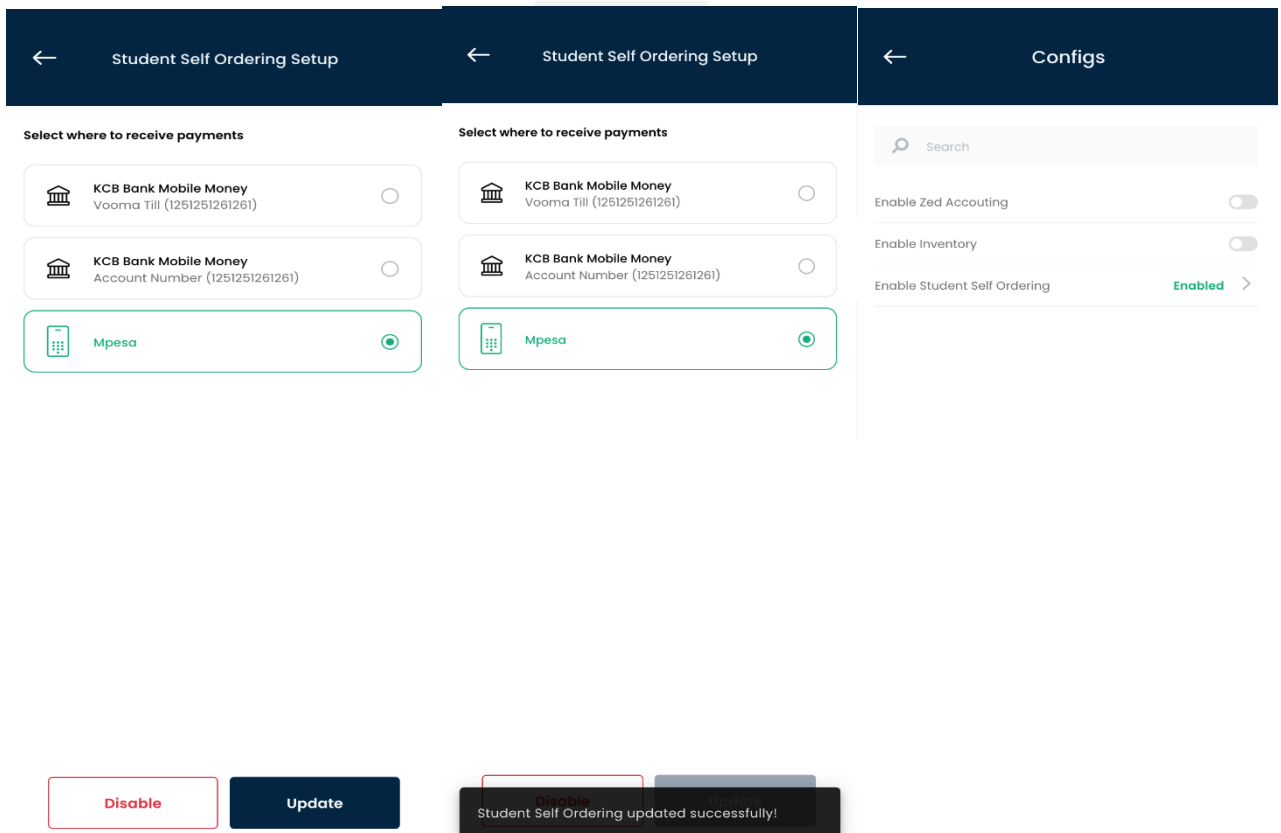 Student Self Ordering Setup
Select where to receive payments
KCB Bank Mobile Money
Vooma Till (1251251261261)
KCB Bank Mobile Money
Account Number (1251251261261)
Mpesa
Disable
Update
Student Self Ordering Setup
Select where to receive payments
KCB Bank Mobile Money
Vooma Till (1251251261261)
KCB Bank Mobile Money
Account Number (1251251261261)
Mpesa
Disable
Update
Student Self Ordering updated successfully!
Configs
Search
Enable Zed Accouting
Enable Inventory
Enable Student Self Ordering
Enabled